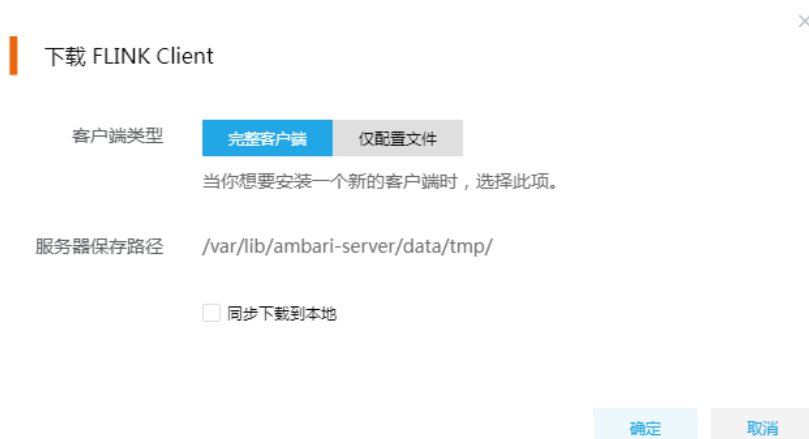 下载 FLINK Client
客户端类型 完整客户端 仅配置文件
当你想要安装一个新的客户端时，选择此项。
服务器保存路径 /var/lib/ambari-server/data/tmp/
同步下载到本地
确定 取消